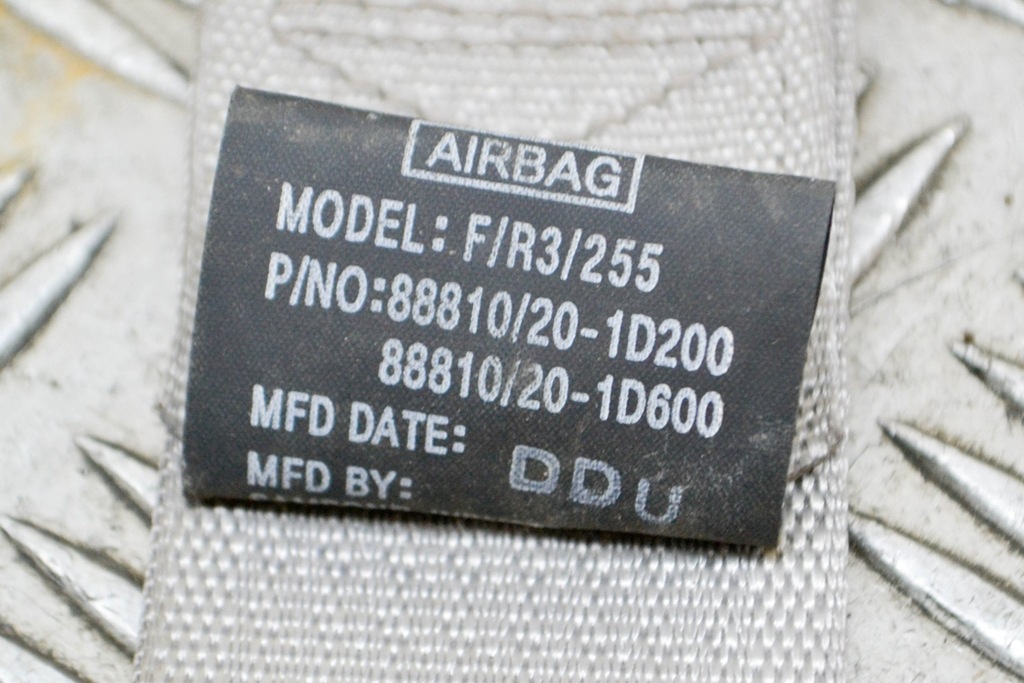 AIRBAG
MODEL: F/R3/255
P/NO:88810/20-1D200
88810/20-1D600
MFD DATE:
DDU
MFD BY: